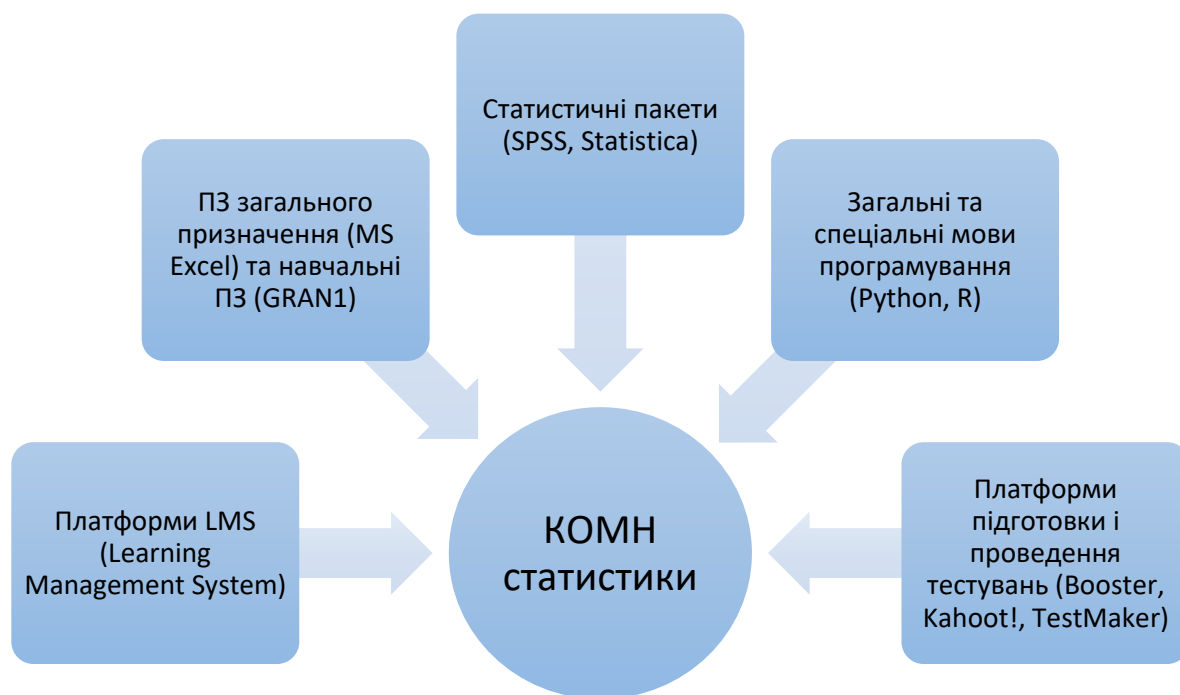 Статистичні пакети
(SPSS, Statistica)
ПЗ загального
призначення (MS
Excel) та навчальні
ПЗ (GRAN1)
Загальні та
спеціальні мови
програмування
(Python, R)
Платформи LMS
(Learning
Management System)
КОМН
статистики
Платформи
підготовки і
проведення
тестувань (Booster,
Kahoot!, TestMaker)